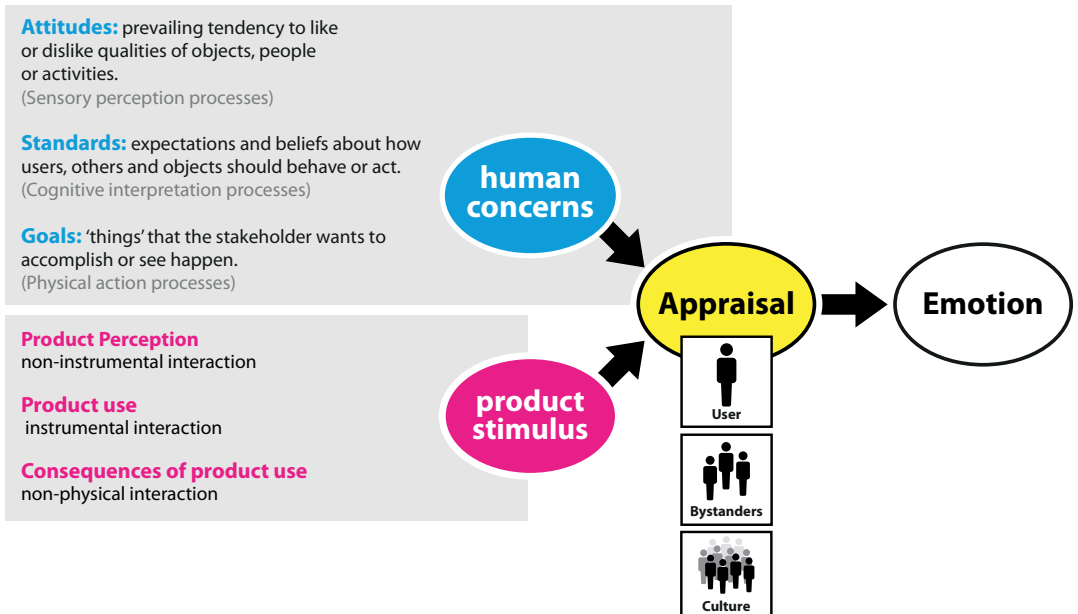 Attitudes: prevailing tendency to like
or dislike qualities of objects, people
or activities.
(Sensory perception processes)
Standards: expectations and beliefs about how
users, others and objects should behave or act.
(Cognitive interpretation processes)
Goals: ‘things’ that the stakeholder wants to
accomplish or see happen.
(Physical action processes)
human
concerns
Product Perception
non-instrumental interaction
Product use
instrumental interaction
Consequences of product use
non-physical interaction
product
stimulus
Appraisal
User
Bystanders
Culture
Emotion